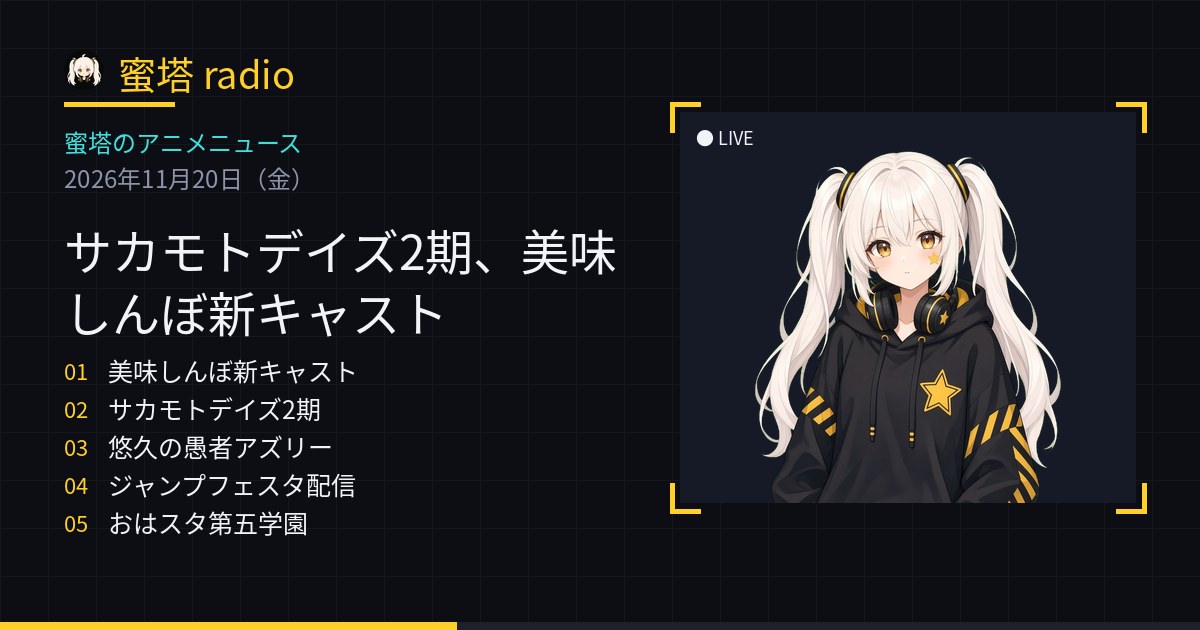 蜜塔 radio
蜜塔のアニメニュース
2026年11月20日（金）
サカモトデイズ2期、美味
しんぼ新キャスト
01 美味しんぼ新キャスト
02 サカモトデイズ2期
03 悠久の愚者アズリー
04 ジャンプフェスタ配信
05 おはスタ第五学園
LIVE